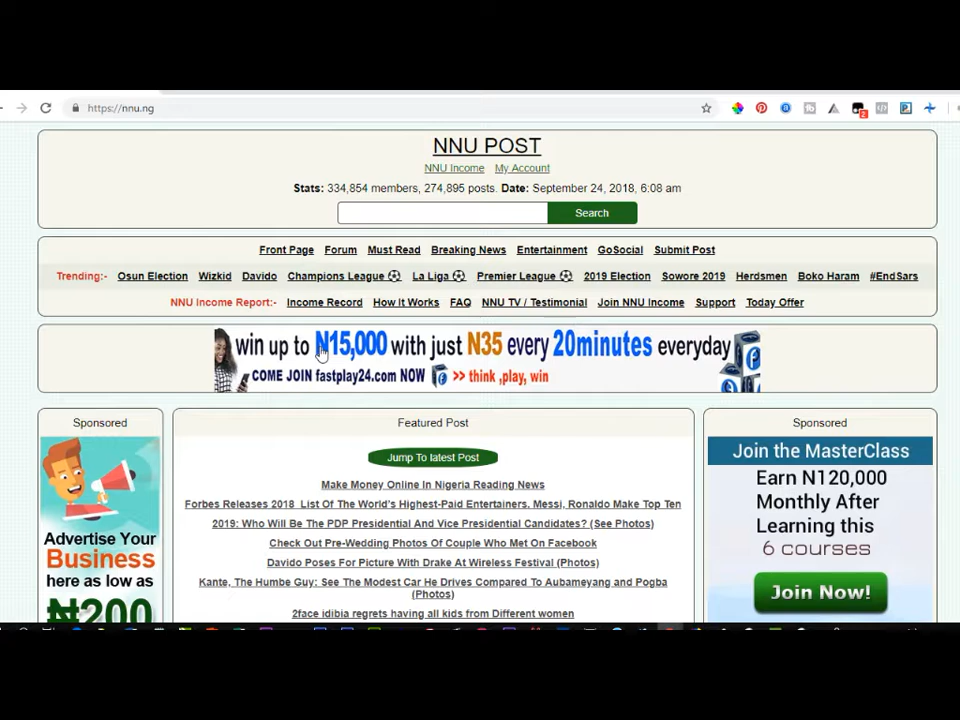 https://nnu.ng
2
NNU POST
NNU Income My Account
Stats: 334,854 members, 274,895 posts. Date: September 24, 2018, 6:08 am
Search
Front Page Forum Must Read Breaking News Entertainment GoSocial Submit Post
Trending:- Osun Election Wizkid Davido Champions League La Liga Premier League 2019 Election Sowore 2019 Herdsmen Boko Haram #EndSars
NNU Income Report:- Income Record How It Works FAQ NNU TV / Testimonial Join NNU Income Support Today Offer
win up to ₦15,000 with just N35 every 20minutes everyday
COME JOIN fastplay24.com NOW >> think ,play, win
Sponsored
Advertise Your
Business
here as low as
₦200
Featured Post
Jump To latest Post
Make Money Online In Nigeria Reading News
Forbes Releases 2018 List Of The World's Highest-Paid Entertainers. Messi, Ronaldo Make Top Ten
2019: Who Will Be The PDP Presidential And Vice Presidential Candidates? (See Photos)
Check Out Pre-Wedding Photos Of Couple Who Met On Facebook
Davido Poses For Picture With Drake At Wireless Festival (Photos)
Kante, The Humbe Guy: See The Modest Car He Drives Compared To Aubameyang and Pogba
(Photos)
2face idibia regrets having all kids from Different women
Sponsored
Join the MasterClass
Earn N120,000
Monthly After
Learning this
6 courses
Join Now!